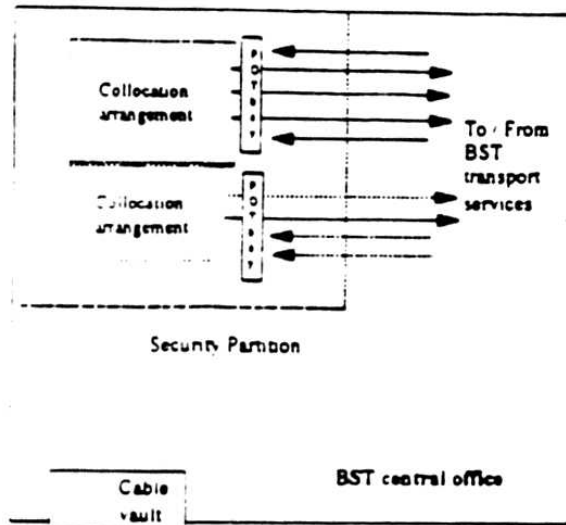 Collocation
arrangement
P
O
T
B
a
y
To / From
BST
transport
services
Collocation
arrangement
P
O
T
B
a
y
Security Partition
BST central office
Cable
vault